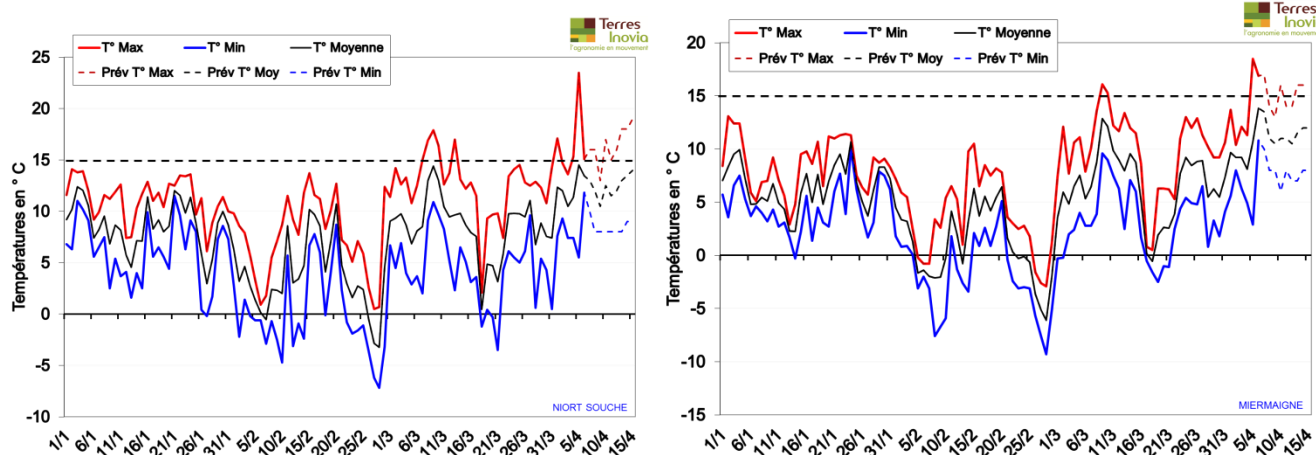 Terres
Inovia
l'agronomie en mouvement
T° Max
T° Min
T° Moyenne
Prév T° Max
Prév T° Moy
Prév T° Min
Températures en ° C
25
20
15
10
5
0
-5
-10
NIORT SOUCHE
1/1
6/1
11/1
16/1
21/1
26/1
31/1
5/2
10/2
15/2
20/2
25/2
1/3
6/3
11/3
16/3
21/3
26/3
31/3
5/4
10/4
15/4
Terres
Inovi
l'agronomie en mouvem
T° Max
T° Min
T° Moyenne
Prév T° Max
Prév T° Moy
Prév T° Min
Températures en ° C
20
15
10
5
0
-5
-10
-15
MIERMAIGNE
1/1
6/1
11/1
16/1
21/1
26/1
31/1
5/2
10/2
15/2
20/2
25/2
1/3
6/3
11/3
16/3
21/3
26/3
31/3
5/4
10/4
15/4